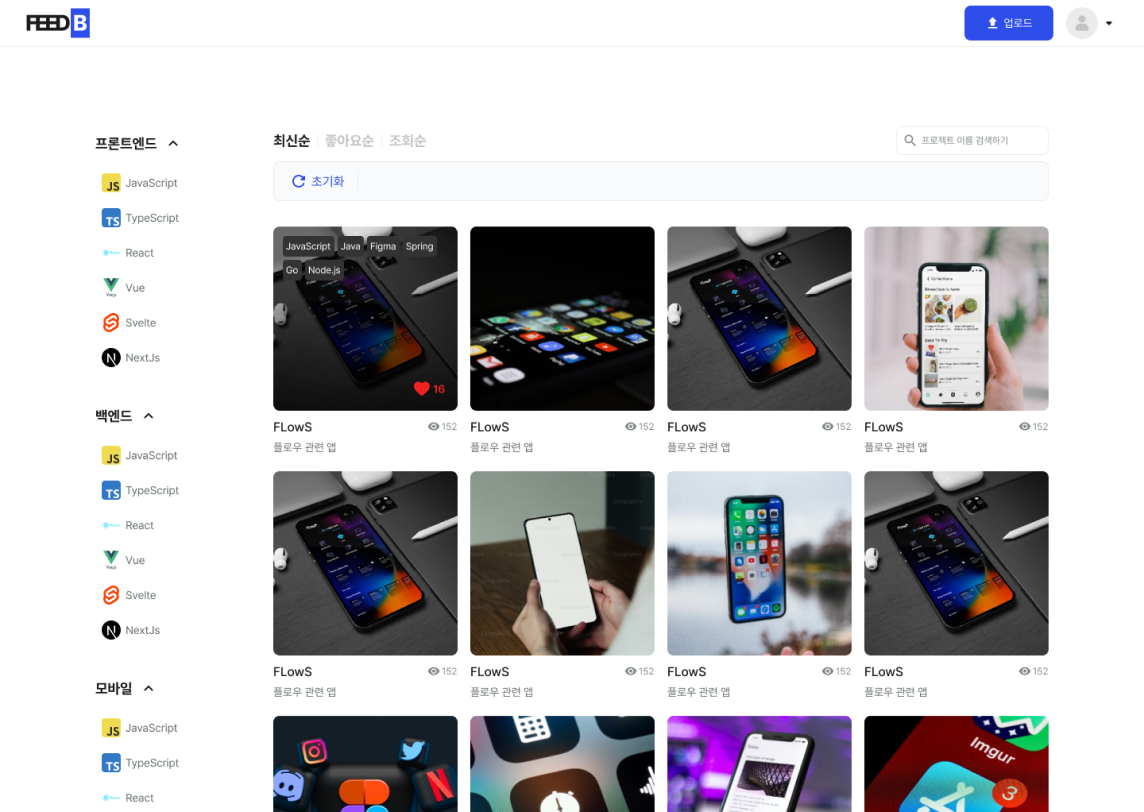 FEEDB
업로드
프론트엔드
JS JavaScript
TS TypeScript
React
Vue
Svelte
N NextJs
백엔드
JS JavaScript
TS TypeScript
React
Vue
Svelte
N NextJs
모바일
JS JavaScript
TS TypeScript
React
최신순 좋아요순 조회순
프로젝트 이름 검색하기
초기화
JavaScript Java Figma Spring
Go Node.js
16
FLowS 152
플로우 관련 앱
FLowS 152
플로우 관련 앱
FLowS 152
플로우 관련 앱
FLowS 152
플로우 관련 앱
FLowS 152
플로우 관련 앱
FLowS 152
플로우 관련 앱
FLowS 152
플로우 관련 앱
FLowS 152
플로우 관련 앱
Today
Imgur
3